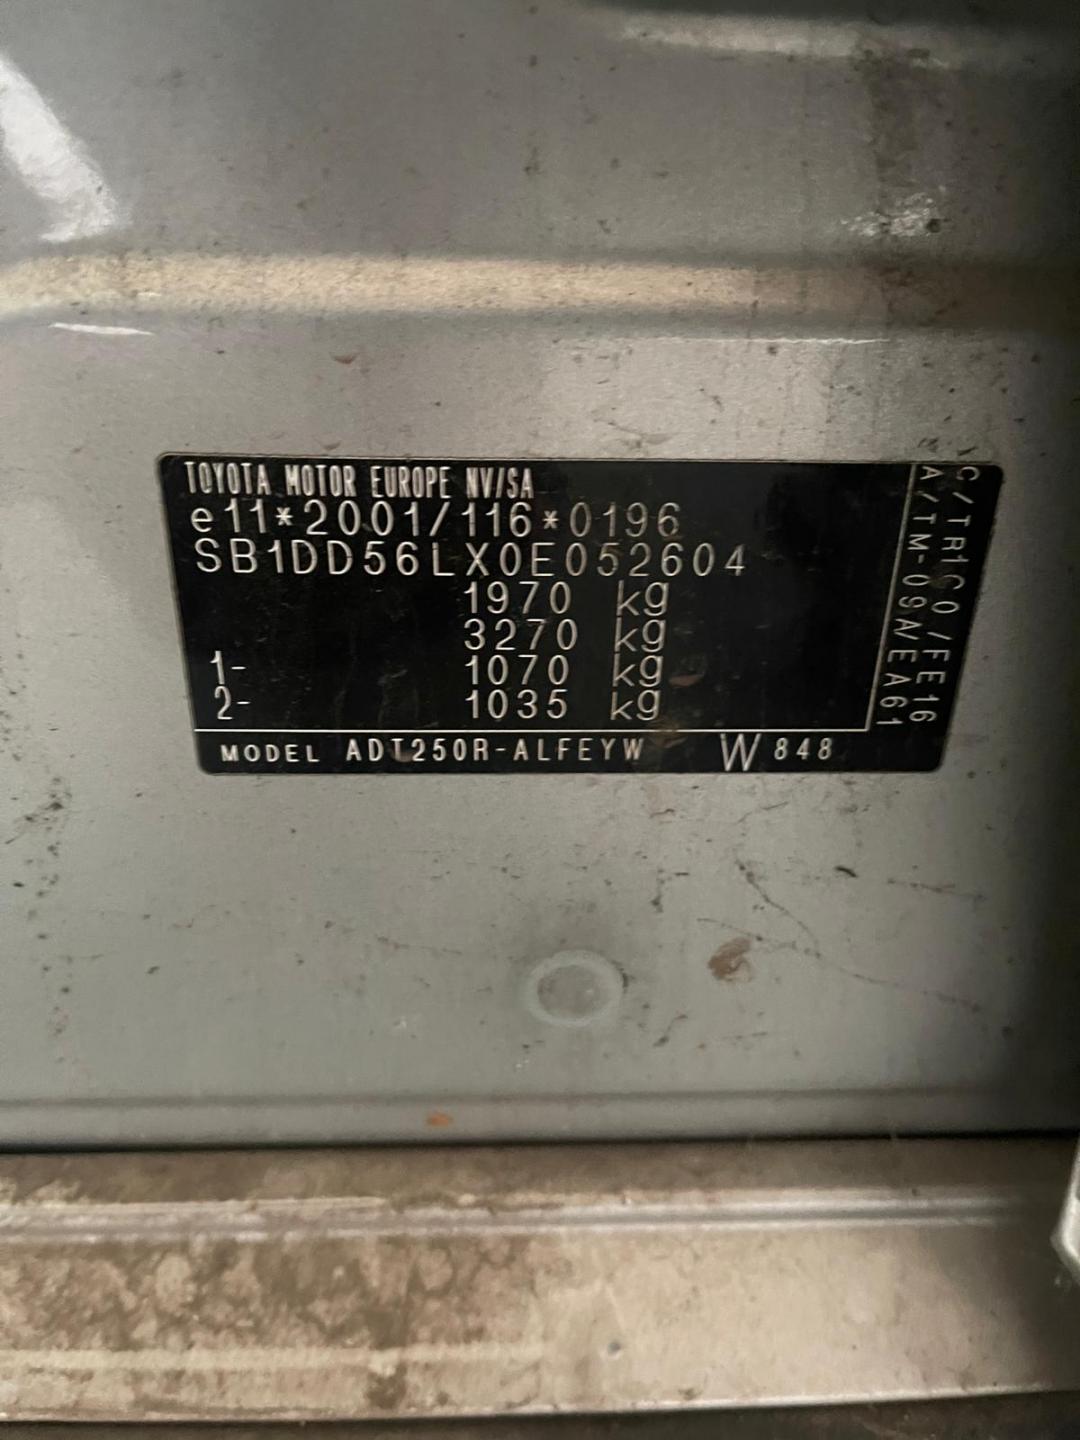 TOYOTA MOTOR EUROPE NV/SA
e11*2001/116*0196
SB1DD56LX0E052604
1970 kg
3270 kg
1- 1070 kg
2- 1035 kg
MODEL ADT250R-ALFEYW W848
C/TR1C0/FE16
A/TM-09A/EA61